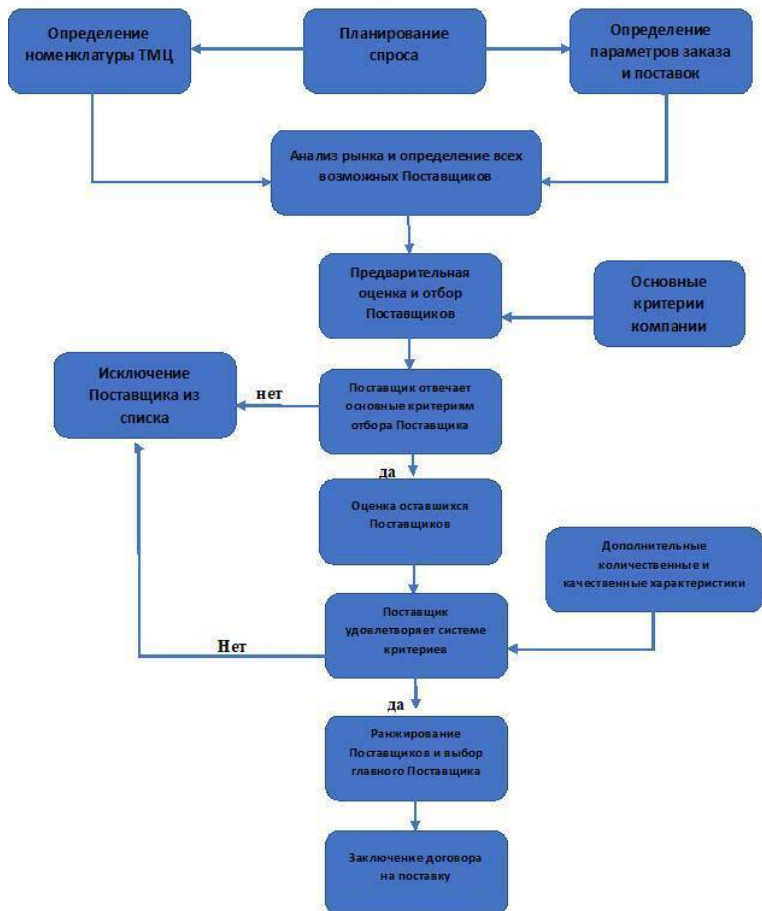 Определение
номенклатуры ТМЦ
Планирование
спроса
Определение
параметров заказа
и поставок
Анализ рынка и определение всех
возможных Поставщиков
Предварительная
оценка и отбор
Поставщиков
Основные
критерии
компании
Исключение
Поставщика из
списка
нет
Поставщик отвечает
основные критериям
отбора Поставщика
да
Оценка оставшихся
Поставщиков
Дополнительные
количественные и
качественные характеристики
Поставщик
удовлетворяет системе
критериев
Нет
да
Ранжирование
Поставщиков и выбор
главного Поставщика
Заключение договора
на поставку